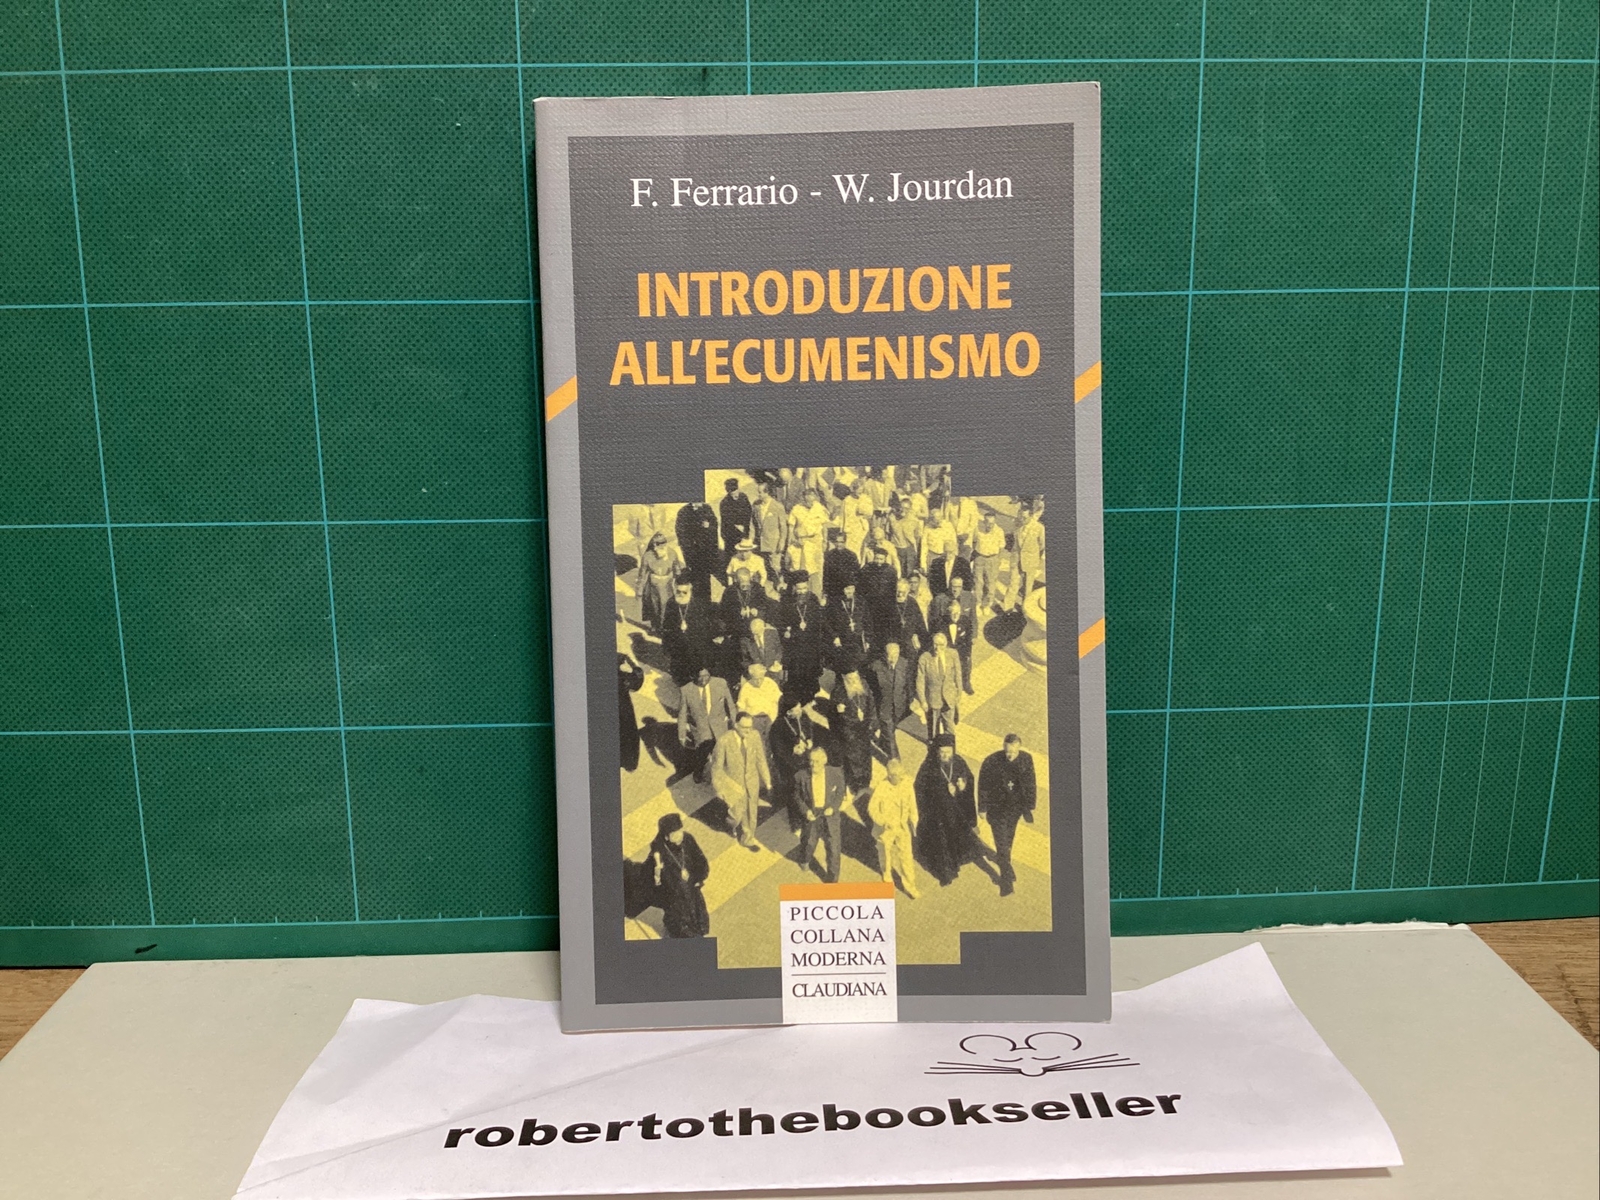 F. Ferrario - W. Jourdan
INTRODUZIONE
ALL'ECUMENISMO
PICCOLA
COLLANA
MODERNA
CLAUDIANA
robertothebookseller